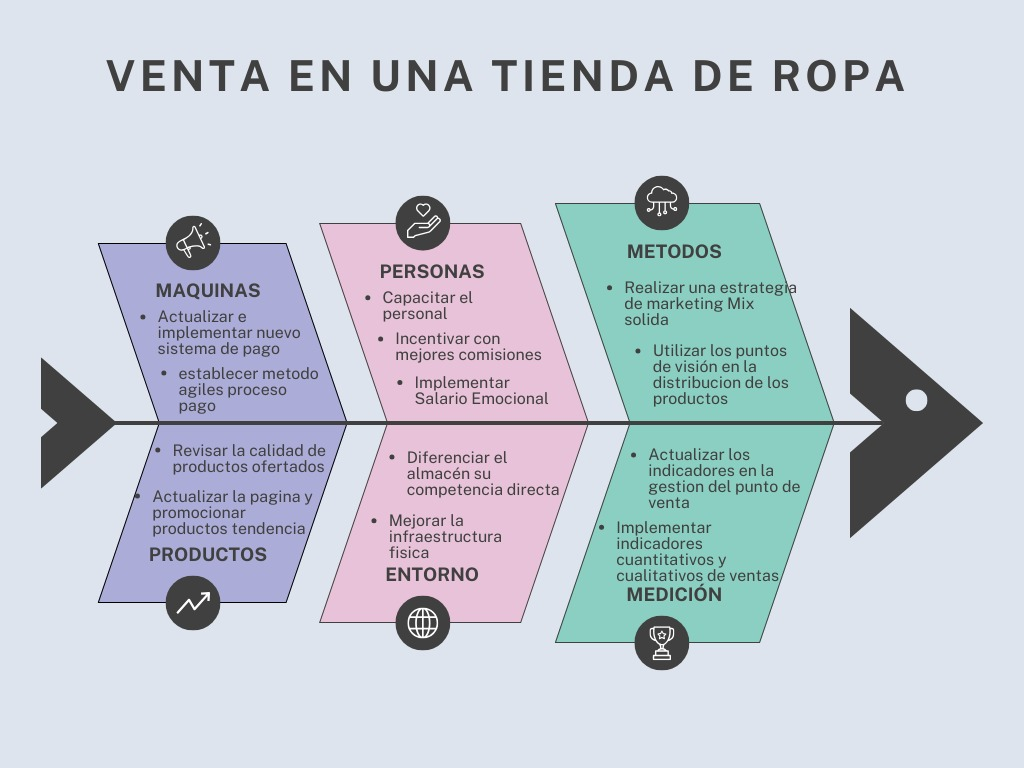 VENTA EN UNA TIENDA DE ROPA
MAQUINAS
• Actualizar e
implementar nuevo
sistema de pago
• establecer metodo
agiles proceso
pago
PERSONAS
• Capacitar el
personal
• Incentivar con
mejores comisiones
• Implementar
Salario Emocional
METODOS
• Realizar una estrategia
de marketing Mix
solida
• Utilizar los puntos
de visión en la
distribucion de los
productos
• Revisar la calidad de
productos ofertados
• Actualizar la pagina y
promocionar
productos tendencia
PRODUCTOS
• Diferenciar el
almacén su
competencia directa
• Mejorar la
infraestructura
fisica
ENTORNO
• Actualizar los
indicadores en la
gestion del punto de
venta
• Implementar
indicadores
cuantitativos y
cualitativos de ventas
MEDICIÓN